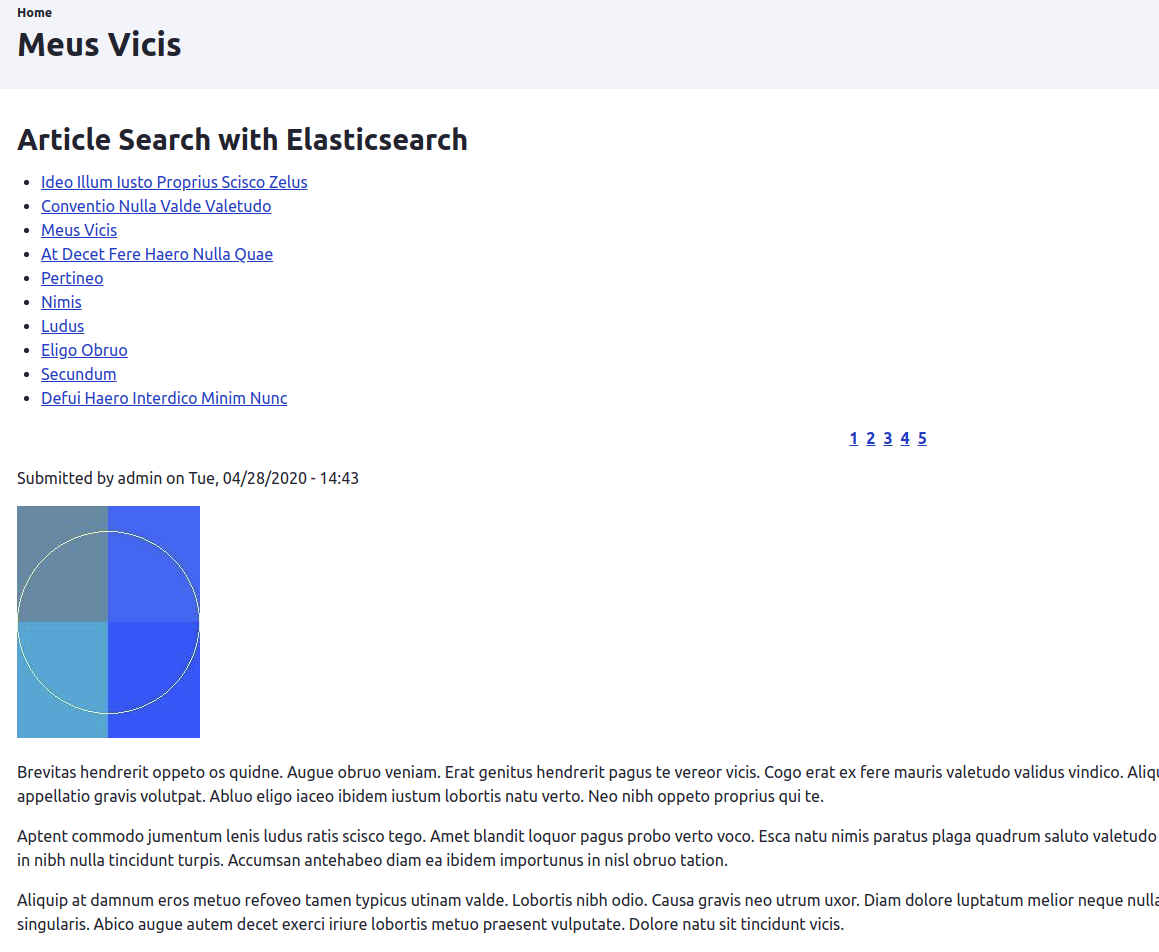 Home
Meus Vicis
Article Search with Elasticsearch
Ideo Illum Iusto Proprius Scisco Zelus
Conventio Nulla Valde Valetudo
Meus Vicis
At Decet Fere Haero Nulla Quae
Pertineo
Nimis
Ludus
Eligo Obruo
Secundum
Defui Haero Interdico Minim Nunc
1 2 3 4 5
Submitted by admin on Tue, 04/28/2020 - 14:43
Brevitas hendrerit oppeto os quidne. Augue obruo veniam. Erat genitus hendrerit pagus te vereor vicis. Cogo erat ex fere mauris valetudo validus vindico.
appellatio gravis volutpat. Abluo eligo iaceo ibidem iustum lobortis natu verto. Neo nibh oppeto proprius qui te.
Aptent commodo jumentum lenis ludus ratis scisco tego. Amet blandit loquor pagus probo verto voco. Esca natu nimis paratus plaga quadrum saluto valetudo
in nibh nulla tincidunt turpis. Accumsan antehabeo diam ea ibidem importunus in nisl obruo tation.
Aliquip at damnum eros metuo refoveo tamen typicus utinam valde. Lobortis nibh odio. Causa gravis neo utrum uxor. Diam dolore luptatum melior neque
singularis. Abico augue autem decet exerci iriure lobortis metuo praesent vulputate. Dolore natu sit tincidunt vicis.